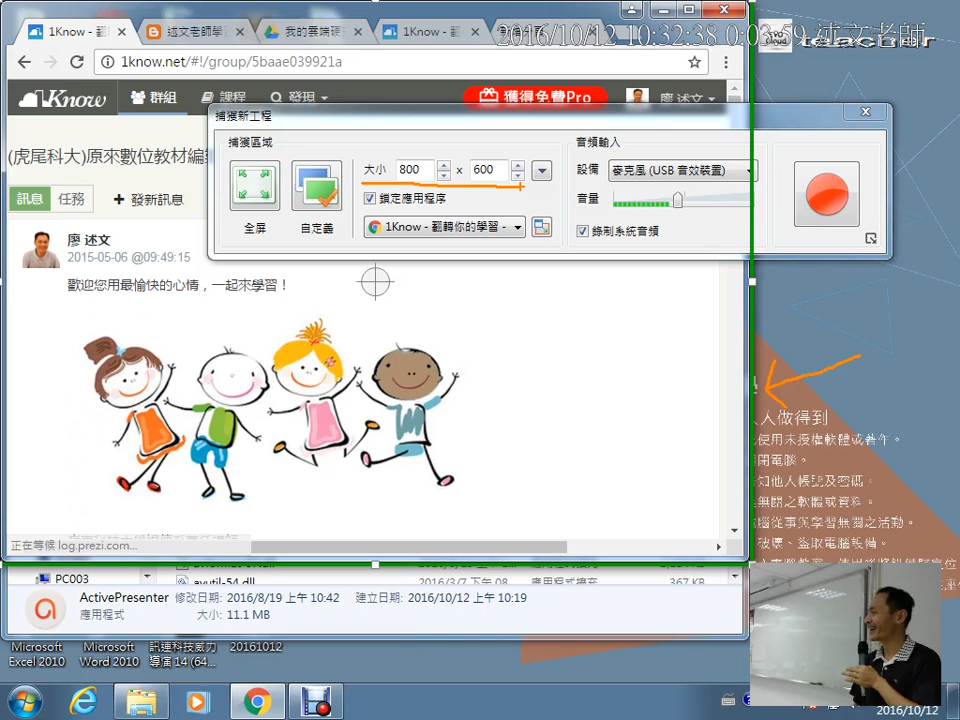 1Know - 翻
述文老師學
我的雲端硬
1Know - 翻
2016/10/12 10:32:38 0:03:59 述文老師
teacher
1know.net/#!/group/5baae039921a
1Know
群組
課程
發現
獲得免費Pro
廖 述文
捕獲新工程
捕獲區域
全屏
自定義
大小 800 x 600
鎖定應用程序
1Know - 翻轉你的學習 -
音頻輸入
設備 麥克風 (USB 音效裝置)
音量
錄制系統音頻
(虎尾科大)原來數位教材編
訊息
任務
發新訊息
廖 述文
2015-05-06 @09:49:15
歡迎您用最愉快的心情，一起來學習！
人人做得到
使用未授權軟體或著作。
開電腦。
知他人帳號及密碼。
無關之軟體或資料。
腦從事與學習無關之活動。
破壞、盜取電腦設備。
正在等候 log.prezi.com...
PC003
avutil-54.dll
2016/3/7 下午 08
應用程式擴充
367 KB
ActivePresenter 修改日期: 2016/8/19 上午 10:42 建立日期: 2016/10/12 上午 10:19
應用程式 大小: 11.1 MB
Microsoft Excel 2010
Microsoft Word 2010
訊連科技威力導演 14 (64...
20161012
2016/10/12